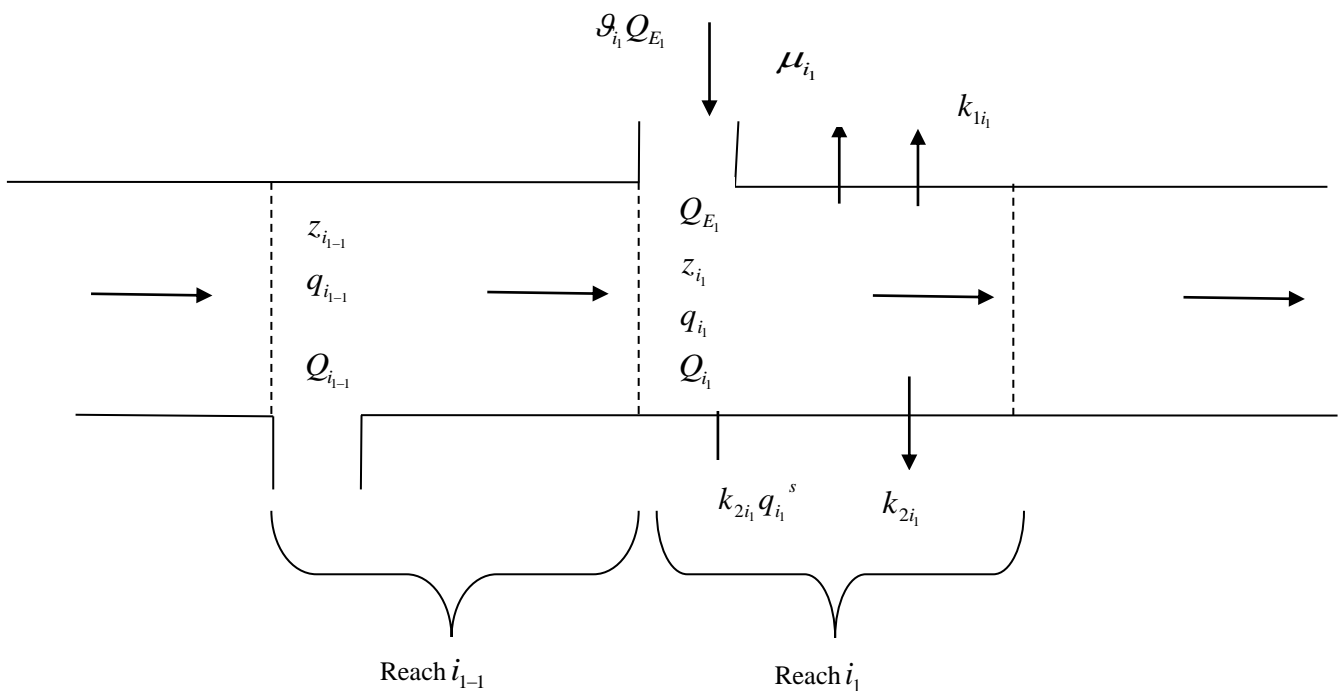 ϑ_{i_1} Q_{E_1}
μ_{i_1}
k_{1i_1}
z_{i_{1-1}}
q_{i_{1-1}}
Q_{i_{1-1}}
Q_{E_1}
z_{i_1}
q_{i_1}
Q_{i_1}
k_{2i_1} q_{i_1}^s
k_{2i_1}
Reach i_{1-1}
Reach i_1